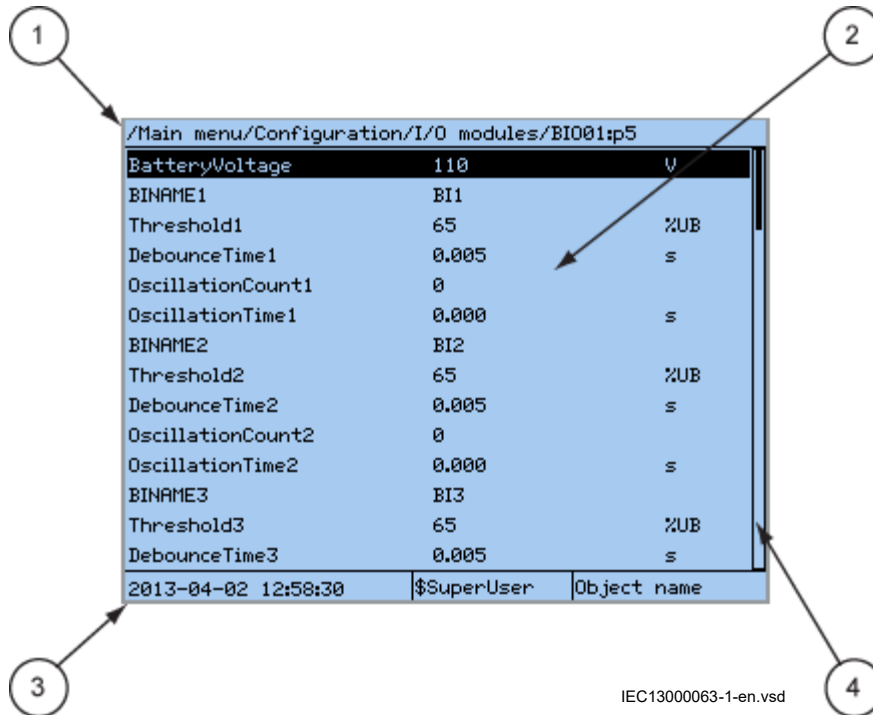 1 2
/Main menu/Configuration/I/O modules/BIO01:p5
BatteryVoltage 110 V
BINAME1 BI1
Threshold1 65 %UB
DebounceTime1 0.005 s
OscillationCount1 0
OscillationTime1 0.000 s
BINAME2 BI2
Threshold2 65 %UB
DebounceTime2 0.005 s
OscillationCount2 0
OscillationTime2 0.000 s
BINAME3 BI3
Threshold3 65 %UB
DebounceTime3 0.005 s
2013-04-02 12:58:30 $SuperUser Object name
3 4
IEC13000063-1-en.vsd